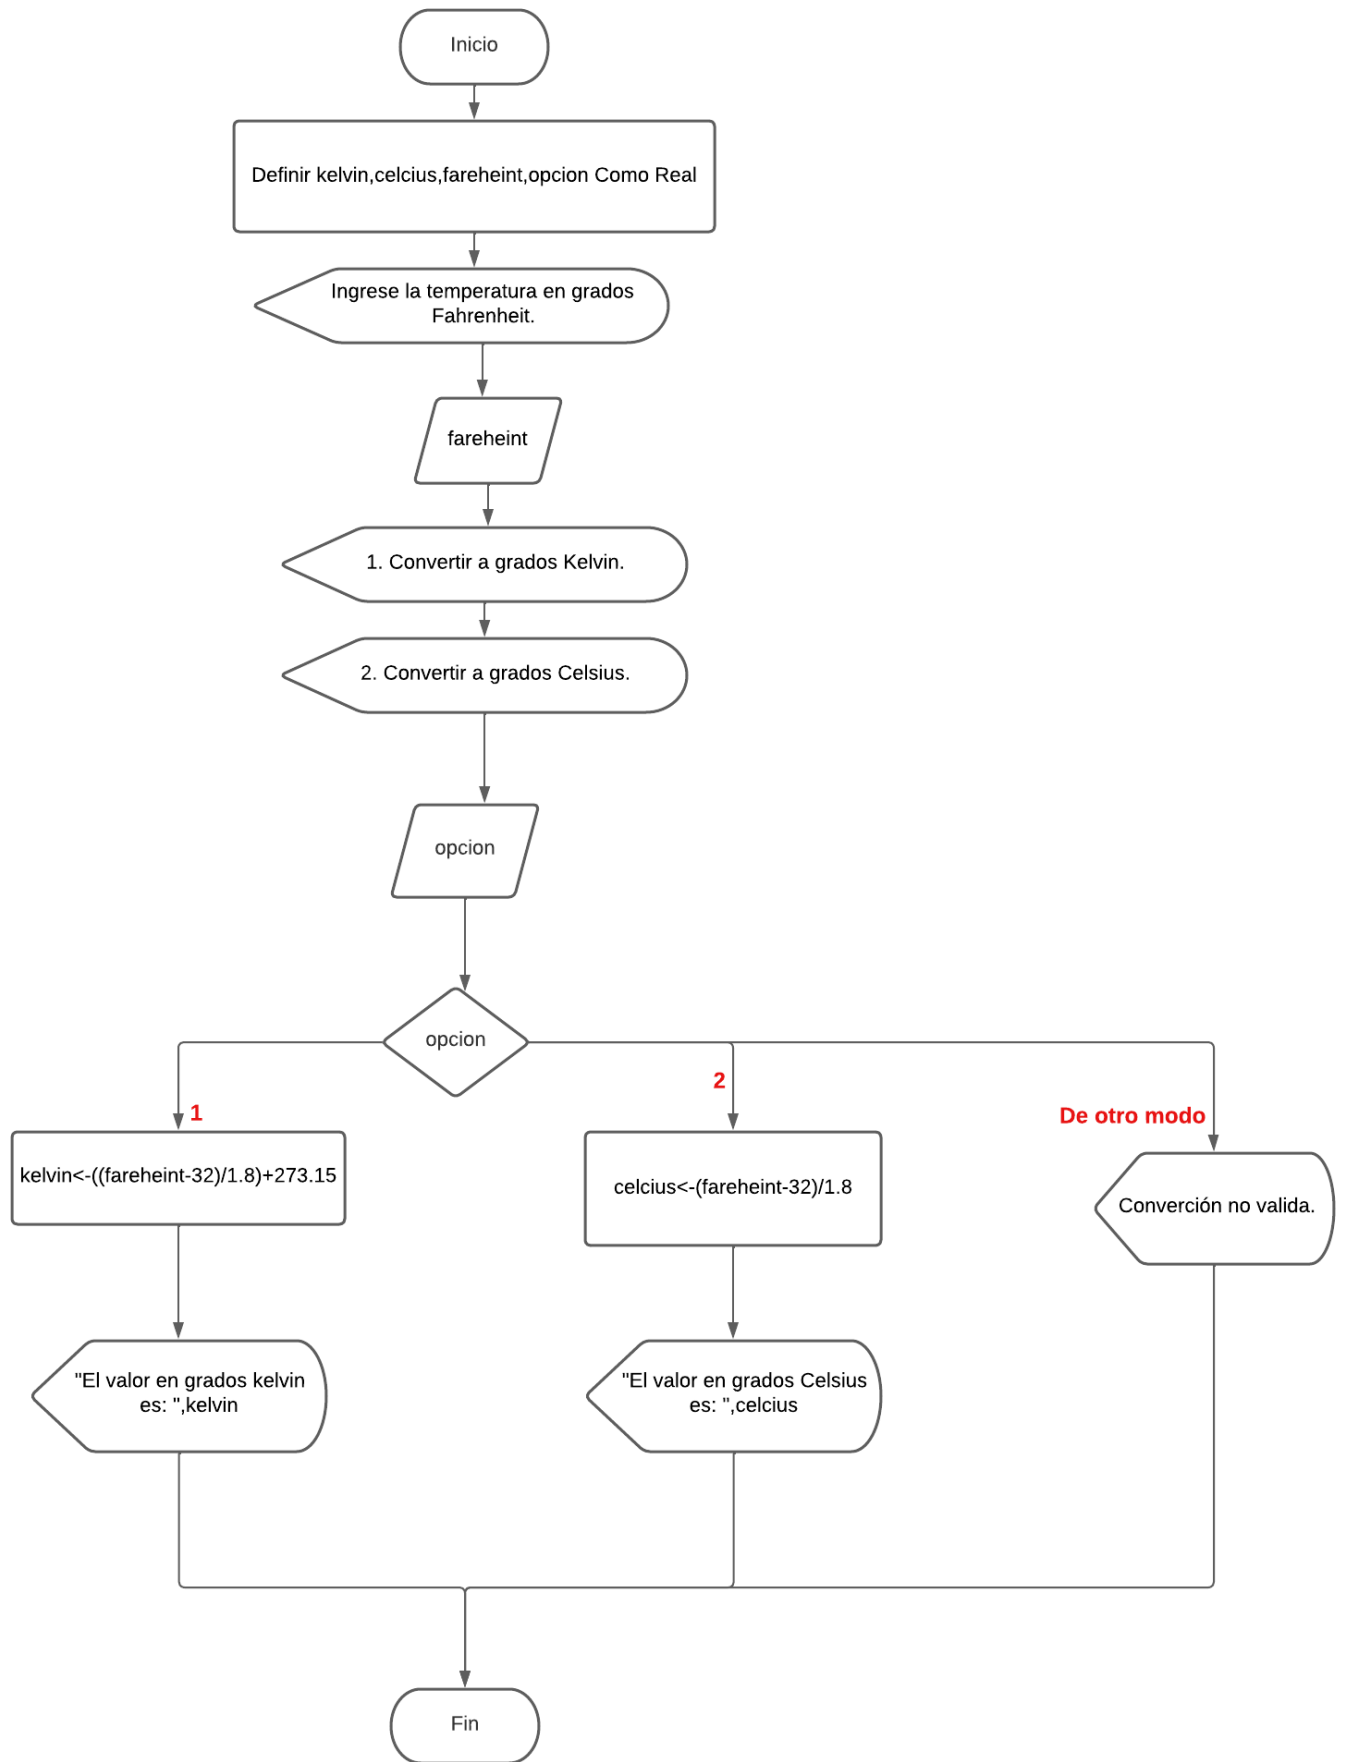 Inicio
Definir kelvin,celcius,fareheint,opcion Como Real
Ingrese la temperatura en grados
Fahrenheit.
fareheint
1. Convertir a grados Kelvin.
2. Convertir a grados Celsius.
opcion
opcion
1
2
De otro modo
kelvin<-((fareheint-32)/1.8)+273.15
celcius<-(fareheint-32)/1.8
Converción no valida.
"El valor en grados kelvin
es: ",kelvin
"El valor en grados Celsius
es: ",celcius
Fin